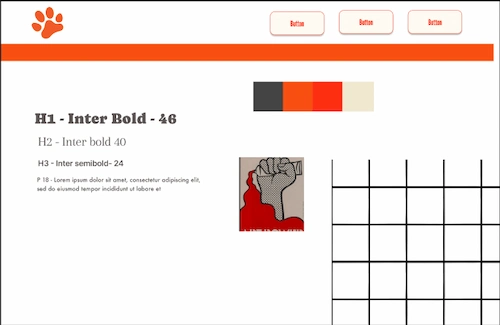 Button
Button
Button
H1 - Inter Bold - 46
H2 - Inter bold 40
H3 - Inter semibold- 24
P 18 - Lorem ipsum dolor sit amet, consectetur adipiscing elit,
sed do eiusmod tempor incididunt ut labore et